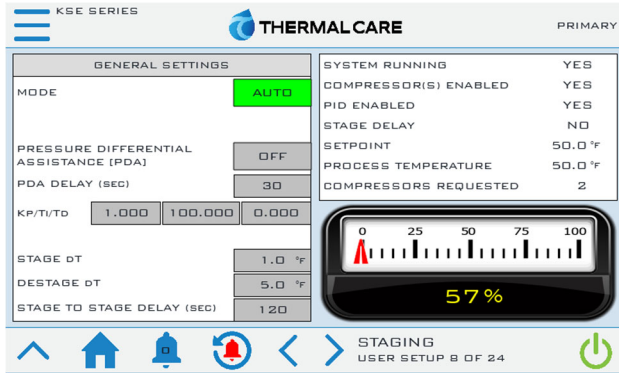 KSE SERIES
THERMALCARE
PRIMARY
GENERAL SETTINGS
MODE
AUTO
PRESSURE DIFFERENTIAL
ASSISTANCE [PDA]
OFF
PDA DELAY (SEC)
30
KP/TI/TD
1.000
100.000
0.000
STAGE DT
1.0 °F
DESTAGE DT
5.0 °F
STAGE TO STAGE DELAY (SEC)
120
SYSTEM RUNNING YES
COMPRESSOR(S) ENABLED YES
PID ENABLED YES
STAGE DELAY NO
SETPOINT 50.0 °F
PROCESS TEMPERATURE 50.0 °F
COMPRESSORS REQUESTED 2
0 25 50 75 100
57%
0
STAGING
USER SETUP 8 OF 24